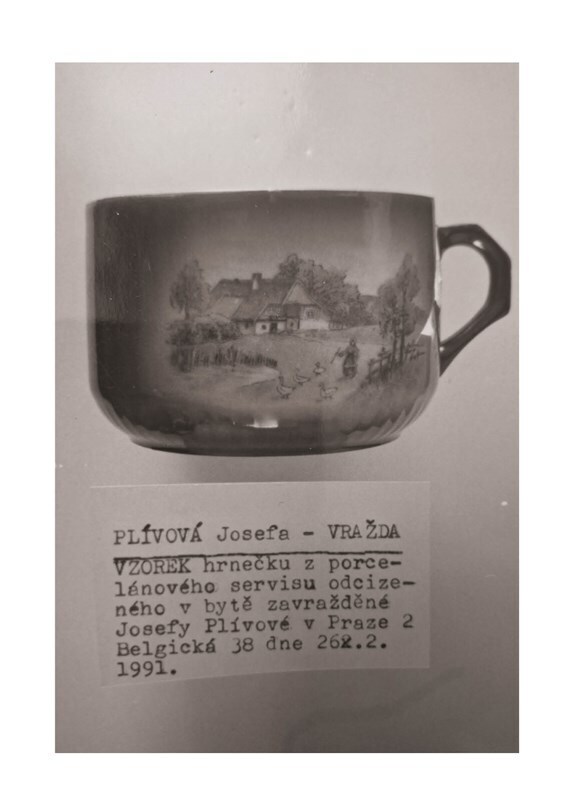 PLÍVOVÁ Josefa - VRAŽDA
VZOREK hrnečku z porce-
lánového servisu odcize-
ného v bytě zavražděné
Josefy Plívové v Praze 2
Belgická 38 dne 26.2.
1991.